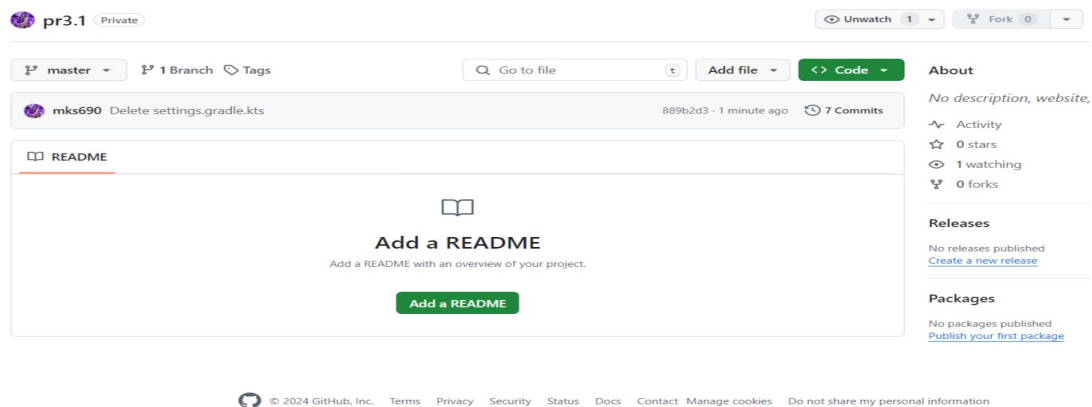 pr3.1 Private
Unwatch 1 Fork 0
master 1 Branch Tags Go to file t Add file <> Code
mks690 Delete settings.gradle.kts 889b2d3 · 1 minute ago 7 Commits
README
Add a README
Add a README with an overview of your project.
Add a README
About
No description, website,
Activity
0 stars
1 watching
0 forks
Releases
No releases published
Create a new release
Packages
No packages published
Publish your first package
© 2024 GitHub, Inc. Terms Privacy Security Status Docs Contact Manage cookies Do not share my personal information